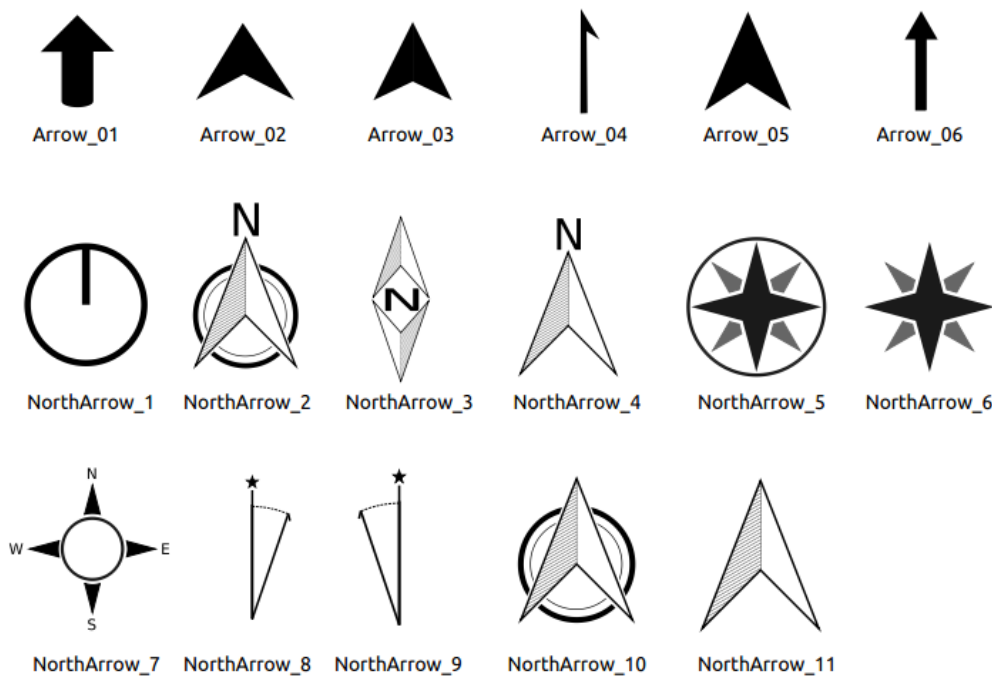 Arrow_01 Arrow_02 Arrow_03 Arrow_04 Arrow_05 Arrow_06
N N N
NorthArrow_1 NorthArrow_2 NorthArrow_3 NorthArrow_4 NorthArrow_5 NorthArrow_6
N
W E
S
NorthArrow_7 NorthArrow_8 NorthArrow_9 NorthArrow_10 NorthArrow_11